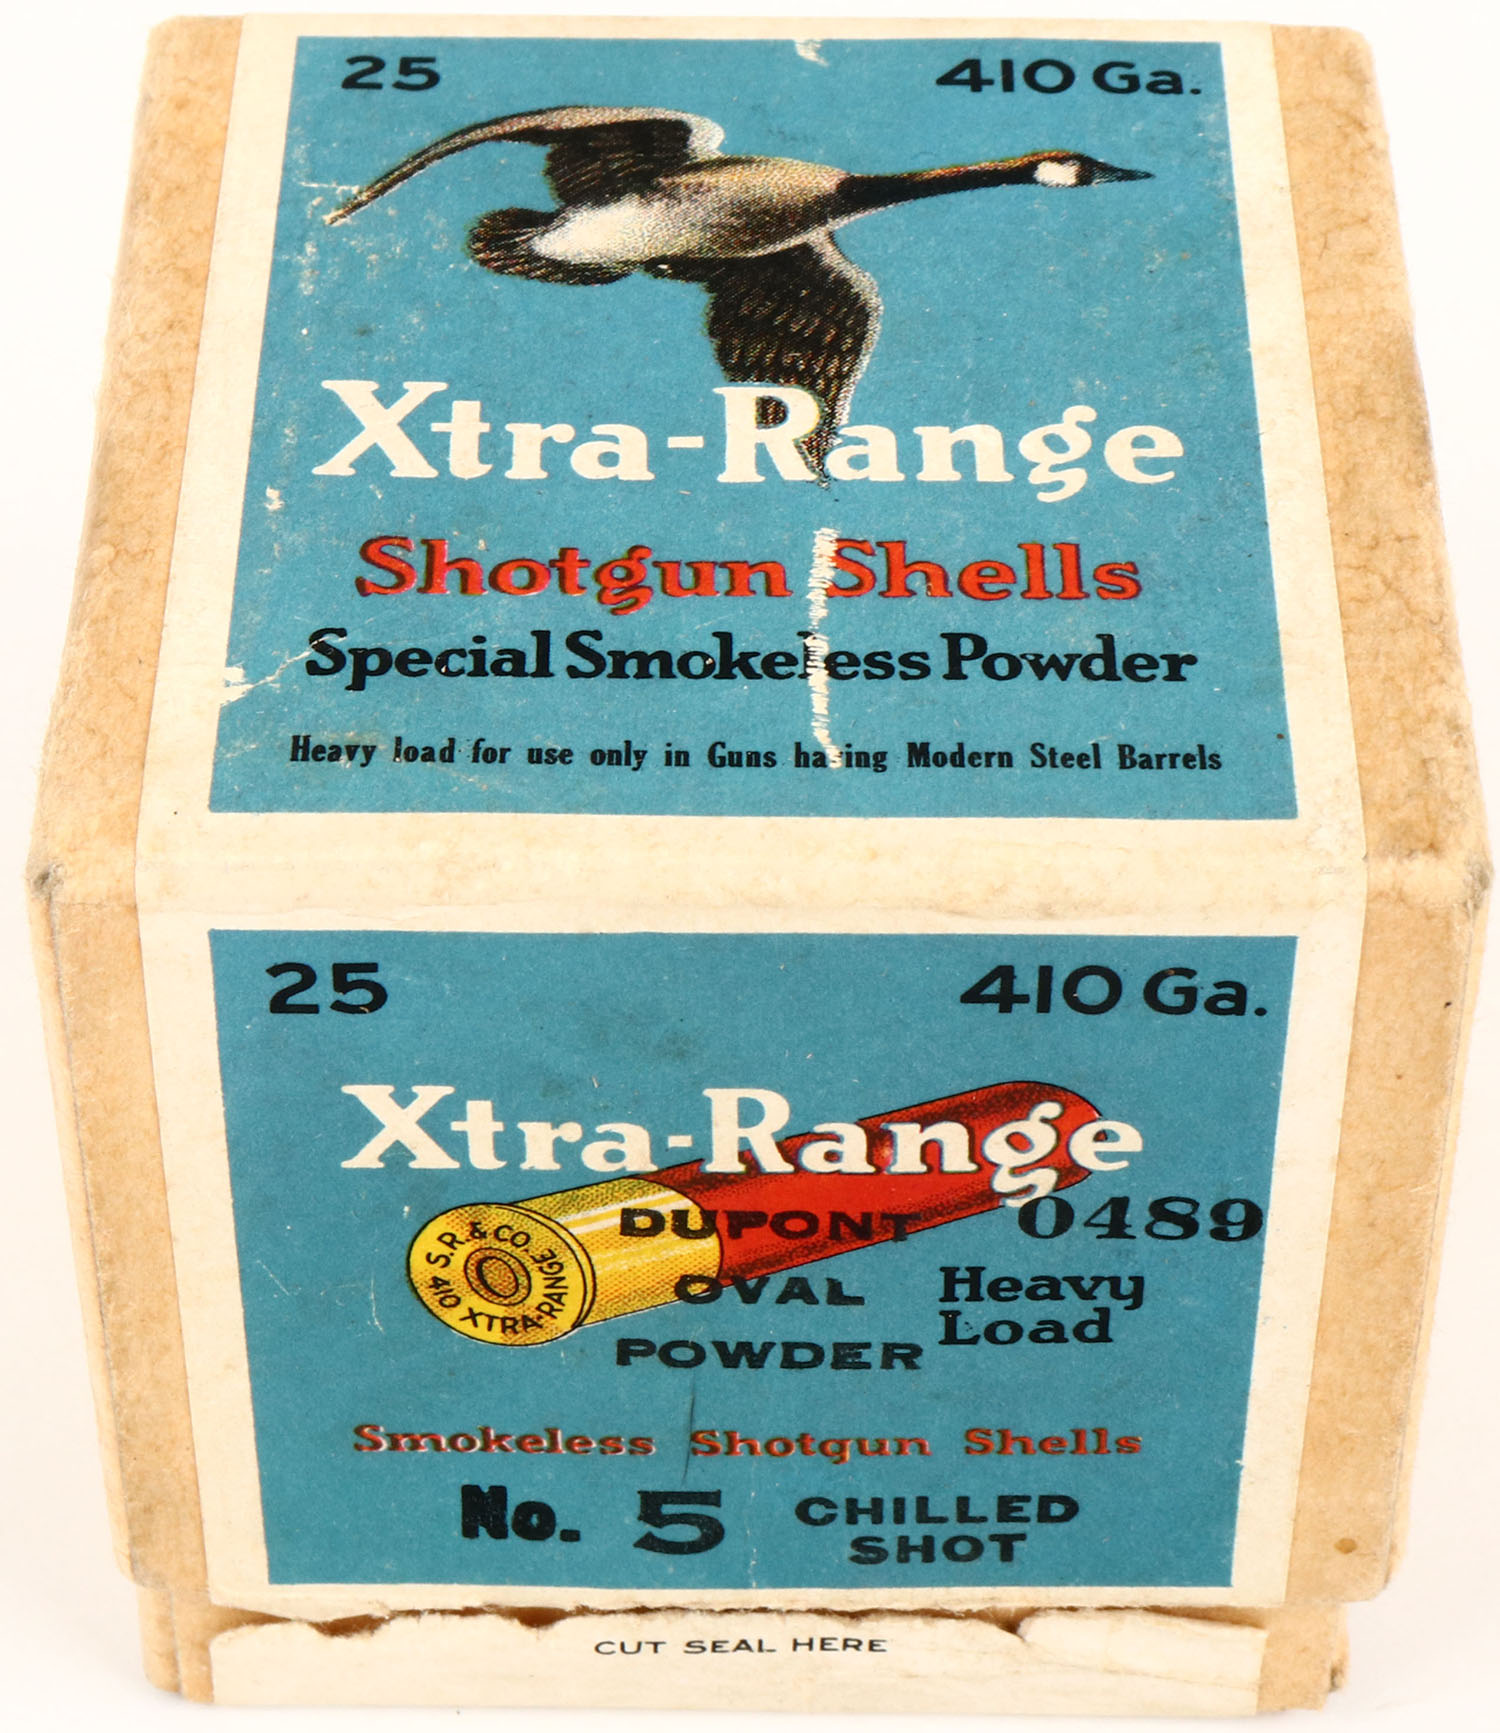 25 410 Ga.
Xtra-Range
Shotgun Shells
Special Smokeless Powder
Heavy load for use only in Guns having Modern Steel Barrels
25 410 Ga.
Xtra-Range
S.R. & CO.
410 XTRA-RANGE
DUPONT 0489
OVAL Heavy
POWDER Load
Smokeless Shotgun Shells
No. 5 CHILLED
SHOT
CUT SEAL HERE